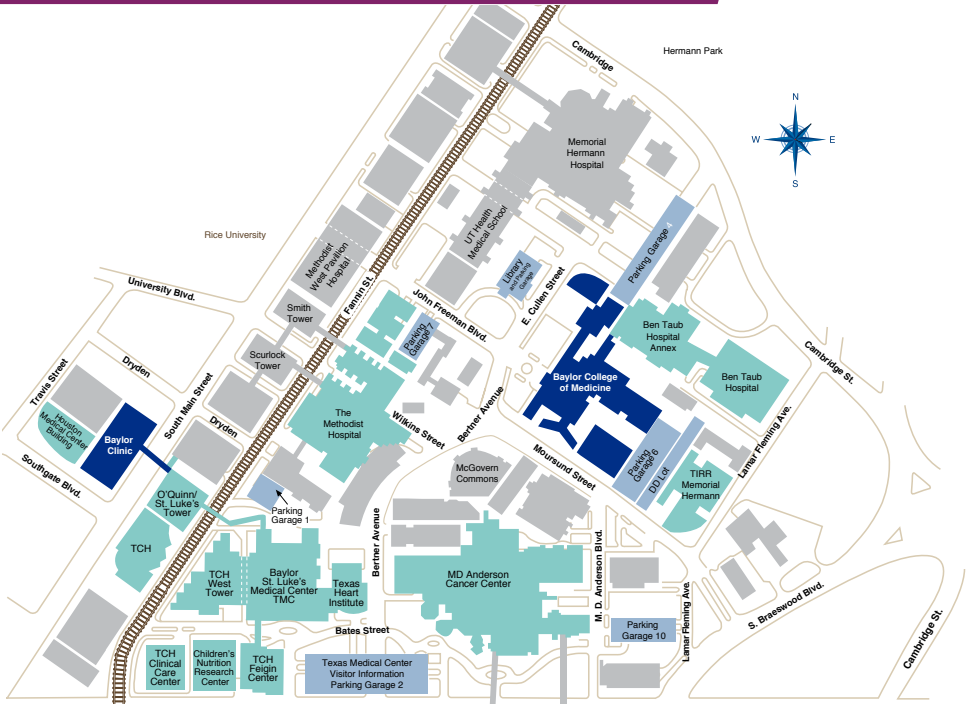 Cambridge
Hermann Park
N
W
E
S
Memorial
Hermann
Hospital
UT Health
Medical School
Rice University
Methodist
West Pavilion
Hospital
Parking Garage
Library
and Parking
Garage
E. Cullen Street
University Blvd.
Fannin St.
John Freeman Blvd.
Smith
Tower
Parking
Garage 7
Ben Taub
Hospital
Annex
Cambridge St.
Scurlock
Tower
Dryden
Travis Street
South Main Street
Baylor College
of Medicine
Ben Taub
Hospital
Houston
Medical Center
Building
Baylor
Clinic
Dryden
The
Methodist
Hospital
Wilkins Street
Bertner Avenue
Lamar Fleming Ave.
Southgate Blvd.
Moursund Street
McGovern
Commons
Parking
Garage 6
DD Lot
TIRR
Memorial
Hermann
O'Quinn/
St. Luke's
Tower
Parking
Garage 1
TCH
Bertner Avenue
M. D. Anderson Blvd.
TCH
West
Tower
Baylor
St. Luke's
Medical Center
TMC
Texas
Heart
Institute
MD Anderson
Cancer Center
Lamar Fleming Ave.
S. Braeswood Blvd.
Cambridge St.
Bates Street
Parking
Garage 10
TCH
Clinical
Care
Center
Children's
Nutrition
Research
Center
TCH
Feigin
Center
Texas Medical Center
Visitor Information
Parking Garage 2